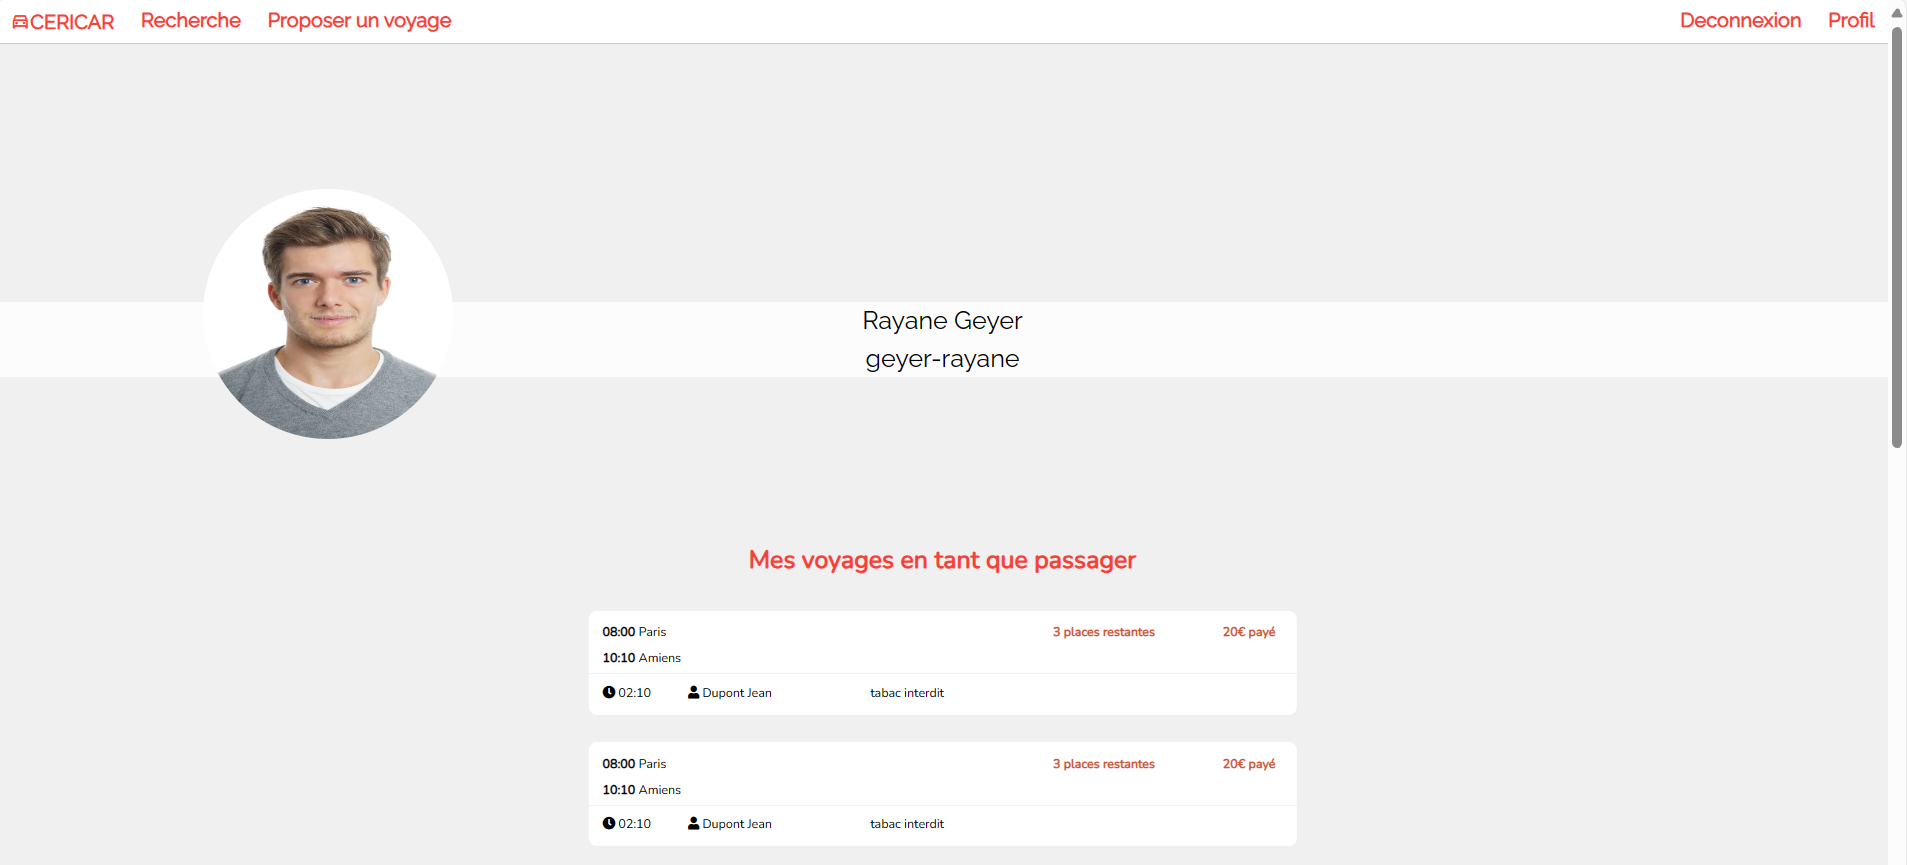 CERICAR Recherche Proposer un voyage Deconnexion Profil
Rayane Geyer
geyer-rayane
Mes voyages en tant que passager
08:00 Paris 3 places restantes 20€ payé
10:10 Amiens
02:10 Dupont Jean tabac interdit
08:00 Paris 3 places restantes 20€ payé
10:10 Amiens
02:10 Dupont Jean tabac interdit